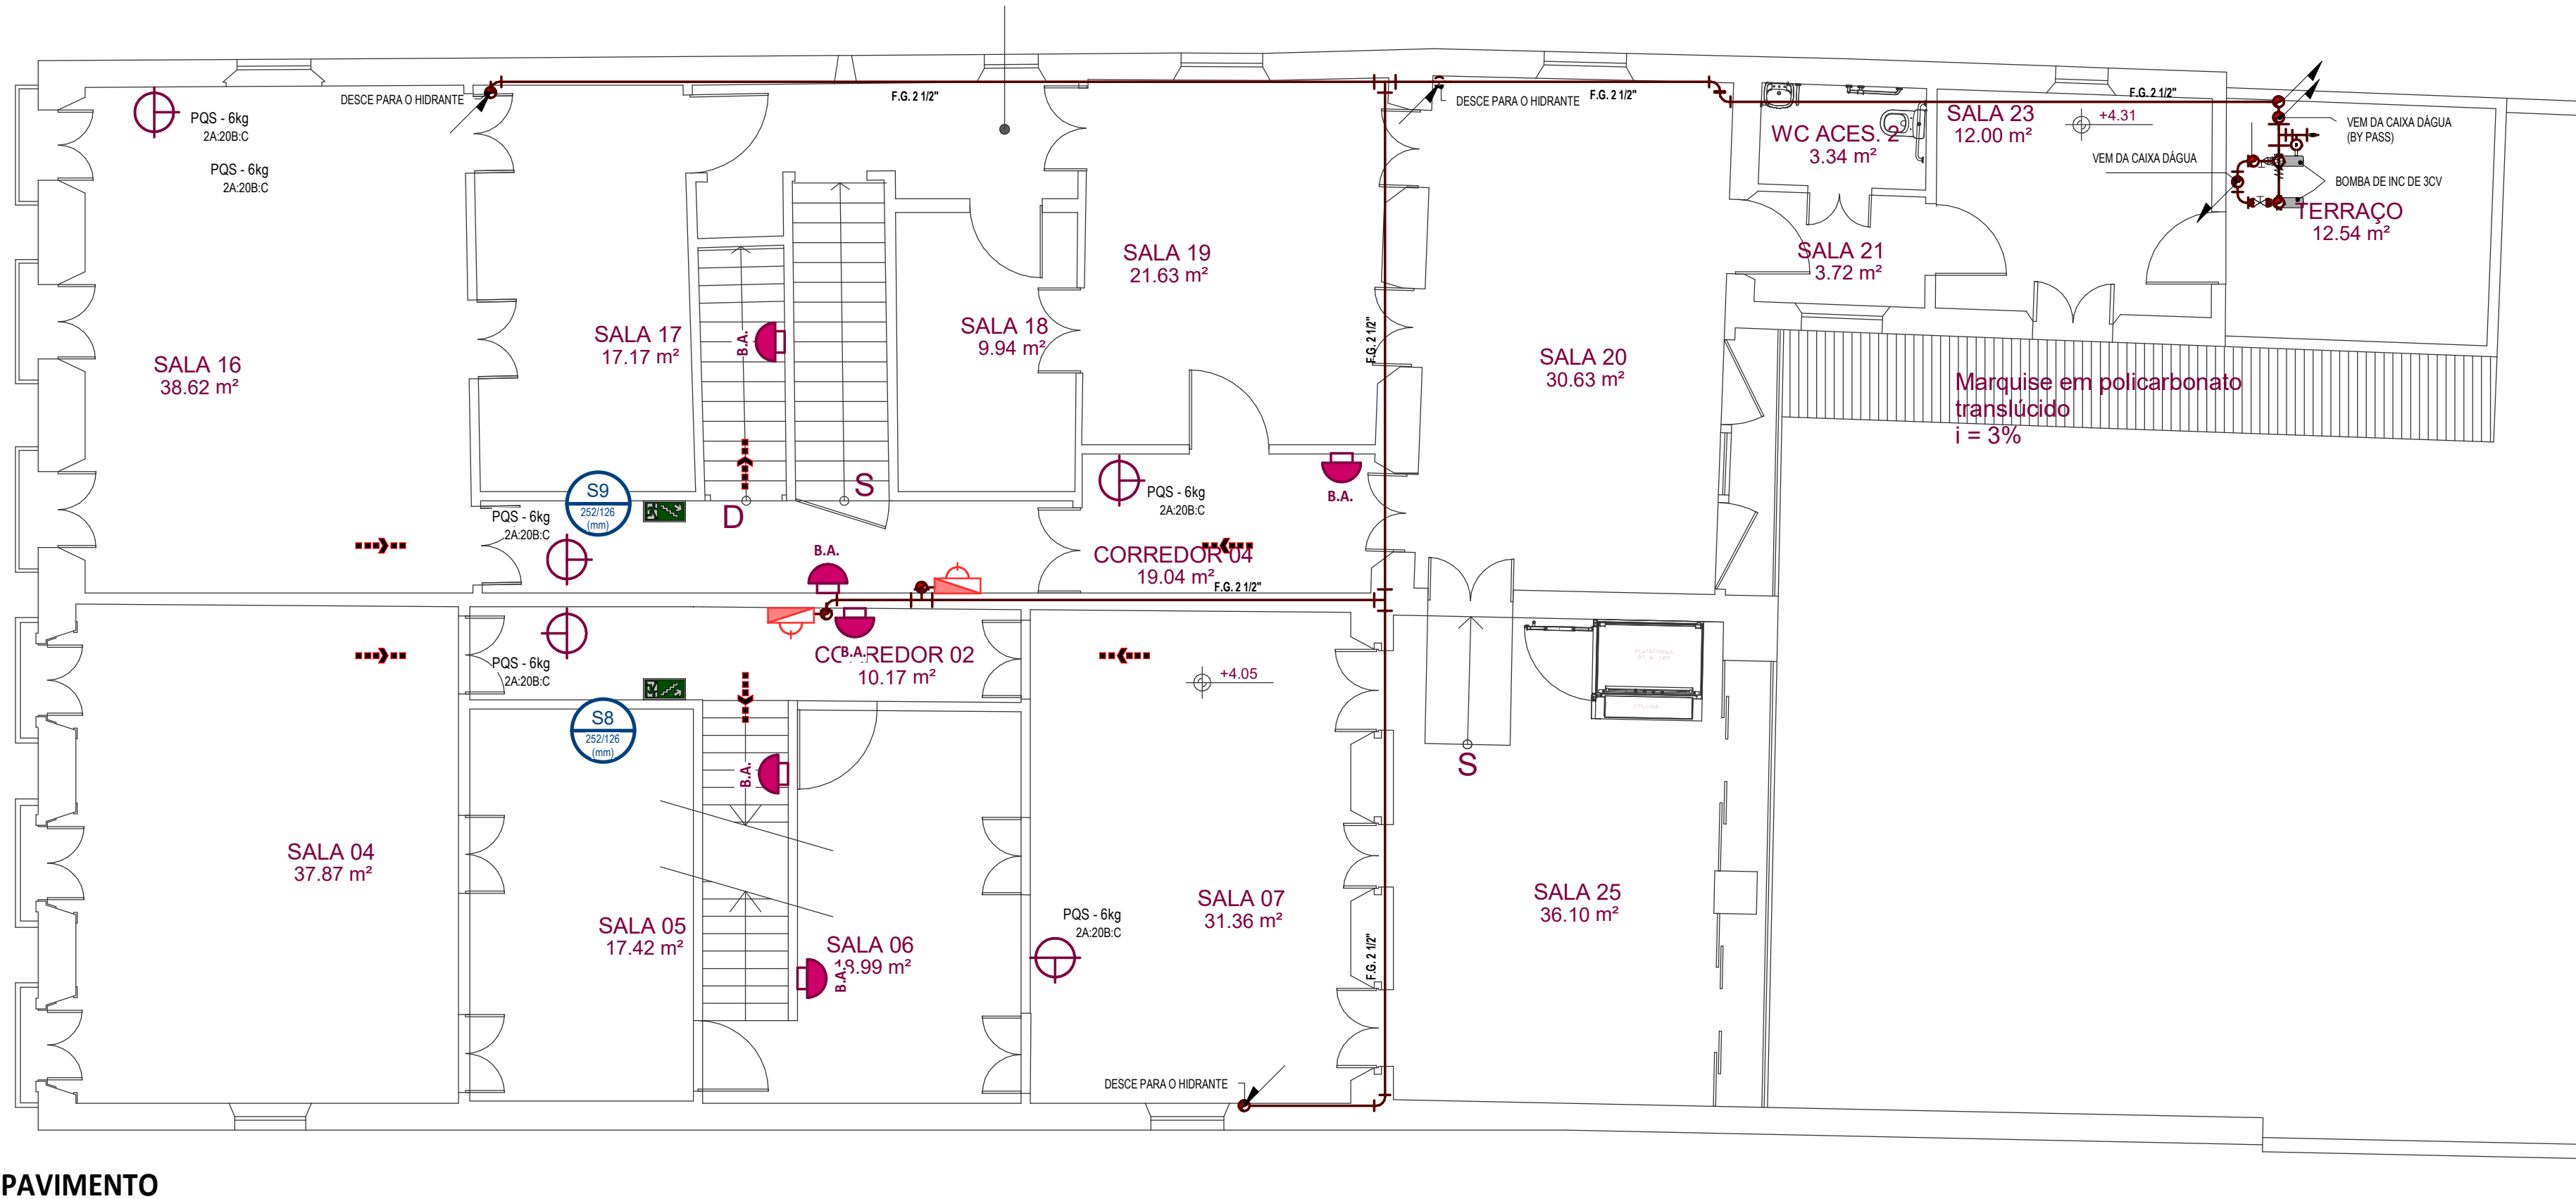 F.G. 2 1/2"
DESCE PARA O HIDRANTE
DESCE PARA O HIDRANTE
F.G. 2 1/2"
F.G. 2 1/2"
PQS - 6kg
2A:20B:C
PQS - 6kg
2A:20B:C
WC ACES. 2
3.34 m²
SALA 23
12.00 m²
+4.31
VEM DA CAIXA DÀGUA
(BY PASS)
VEM DA CAIXA DÀGUA
BOMBA DE INC DE 3CV
TERRAÇO
12.54 m²
SALA 19
21.63 m²
SALA 21
3.72 m²
SALA 16
38.62 m²
SALA 17
17.17 m²
B.A.
SALA 18
9.94 m²
F.G. 2 1/2"
SALA 20
30.63 m²
Marquise em policarbonato
translúcido
i = 3%
S9
252/126
(mm)
PQS - 6kg
2A:20B:C
D
S
PQS - 6kg
2A:20B:C
B.A.
B.A.
CORREDOR 04
19.04 m²
F.G. 2 1/2"
B.A.
CORREDOR 02
10.17 m²
PQS - 6kg
2A:20B:C
+4.05
PLATAFORMA
COLUNA
S8
252/126
(mm)
B.A.
S
SALA 04
37.87 m²
SALA 05
17.42 m²
SALA 06
18.99 m²
B.A.
PQS - 6kg
2A:20B:C
SALA 07
31.36 m²
F.G. 2 1/2"
SALA 25
36.10 m²
DESCE PARA O HIDRANTE
PAVIMENTO